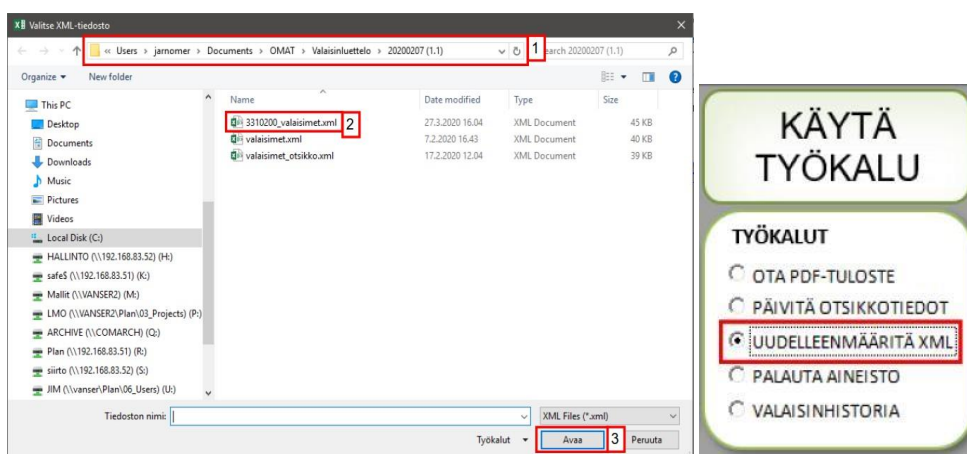 Valitse XML-tiedosto
« Users › jarnomer › Documents › OMAT › Valaisinluettelo › 20200207 (1.1)
1
earch 20200207 (1.1)
Organize
New folder
Name
Date modified
Type
Size
This PC
Desktop
Documents
Downloads
Music
Pictures
Videos
Local Disk (C:)
HALLINTO (\\192.168.83.52) (H:)
safe$ (\\192.168.83.51) (K:)
Mallit (\\VANSER2) (M:)
LMO (\\VANSER2\Plan\03_Projects) (P:)
ARCHIVE (\\COMARCH) (Q:)
Plan (\\192.168.83.51) (R:)
siirto (\\192.168.83.52) (S:)
JIM (\\vanser\Plan\06_Users) (U:)
3310200_valaisimet.xml 2 27.3.2020 16.04 XML Document 45 KB
valaisimet.xml 7.2.2020 16.43 XML Document 40 KB
valaisimet_otsikko.xml 17.2.2020 12.04 XML Document 39 KB
Tiedoston nimi:
XML Files (*.xml)
Työkalut
Avaa
3
Peruuta
KÄYTÄ
TYÖKALU
TYÖKALUT
OTA PDF-TULOSTE
PÄIVITÄ OTSIKKOTIEDOT
UUDELLEENMÄÄRITÄ XML
PALAUTA AINEISTO
VALAISINHISTORIA